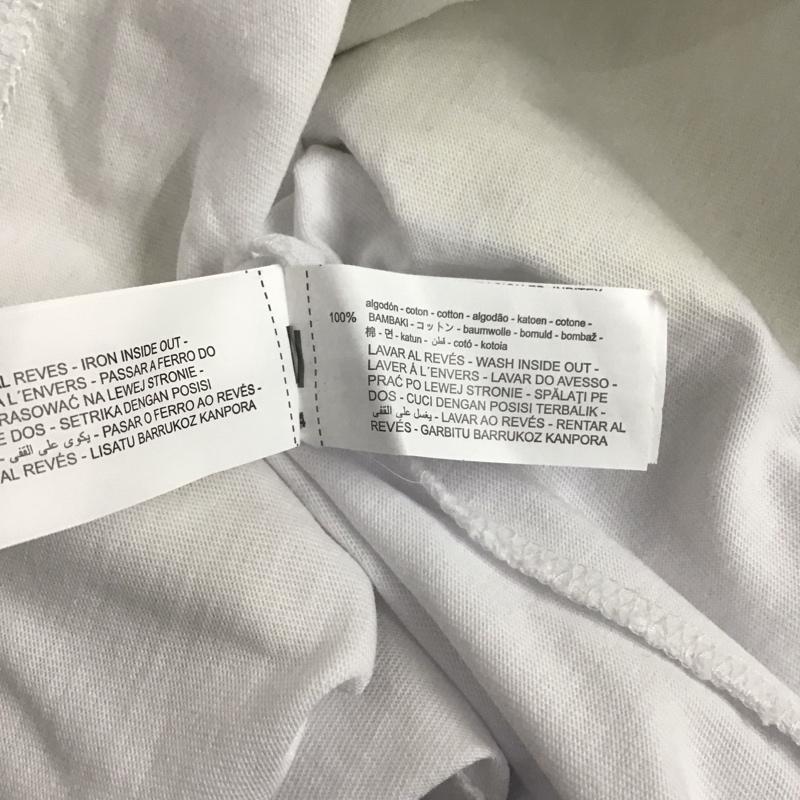 AL REVES - IRON INSIDE OUT -
À L´ENVERS - PASSAR A FERRO DO
PRASOWAĆ NA LEWEJ STRONIE -
E DOS - SETRIKA DENGAN POSISI
يكوى على القفى - PASAR O FERRO AO REVÉS -
AL REVÉS - LISATU BARRUKOZ KANPORA
100%
algodón - coton - cotton - algodão - katoen - cotone -
ΒΑΜΒΑΚΙ - コットン - baumwolle - bomuld - bombaž -
棉 - 면 - katun - قطن - cotó - kotoia
LAVAR AL REVÉS - WASH INSIDE OUT -
LAVER Á L´ENVERS - LAVAR DO AVESSO -
PRAĆ PO LEWEJ STRONIE - SPĂLAŢI PE
DOS - CUCI DENGAN POSISI TERBALIK -
يغسل على القفى - LAVAR AO REVÉS - RENTAR AL
REVÉS - GARBITU BARRUKOZ KANPORA